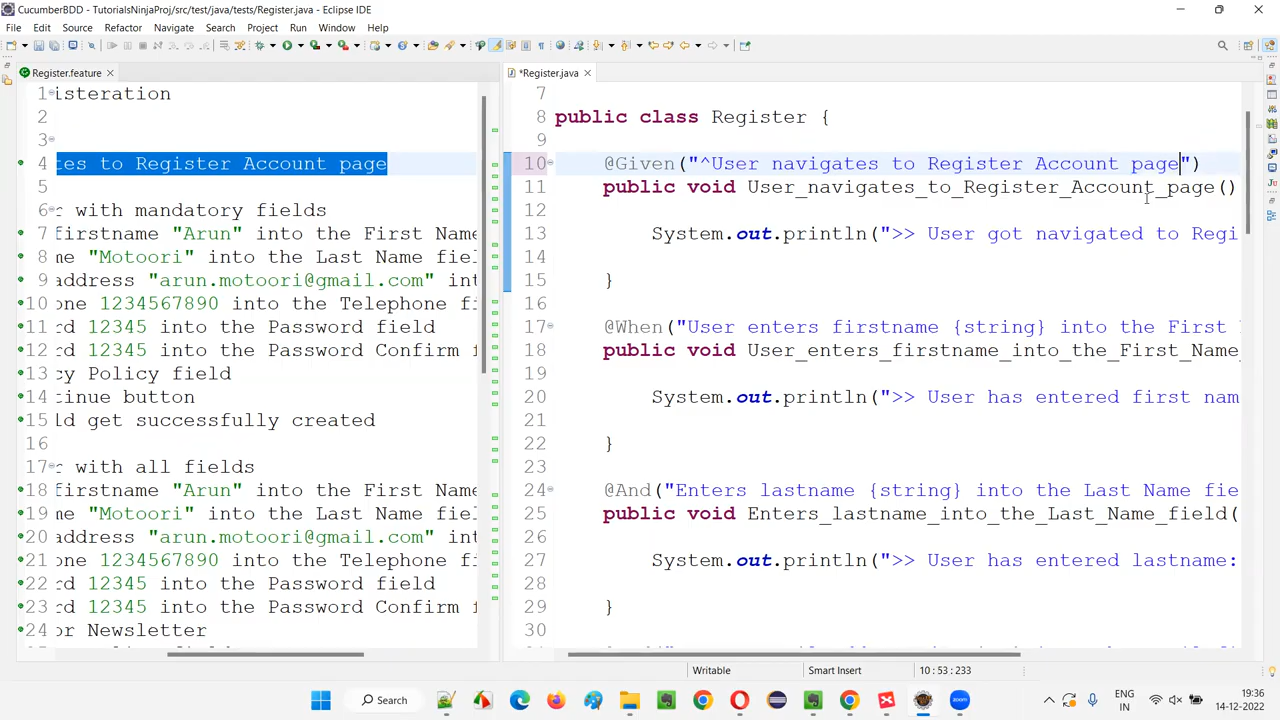 CucumberBDD - TutorialsNinjaProj/src/test/java/tests/Register.java - Eclipse IDE
File Edit Source Refactor Navigate Search Project Run Window Help
Register.feature
1 isteration
2
3
4 tes to Register Account page
5
6 r with mandatory fields
7 firstname "Arun" into the First Name
8 me "Motoori" into the Last Name fiel
9 address "arun.motoori@gmail.com" int
10 one 1234567890 into the Telephone fi
11 rd 12345 into the Password field
12 rd 12345 into the Password Confirm f
13 cy Policy field
14 tinue button
15 ld get successfully created
16
17 r with all fields
18 firstname "Arun" into the First Name
19 me "Motoori" into the Last Name fiel
20 address "arun.motoori@gmail.com" int
21 one 1234567890 into the Telephone fi
22 rd 12345 into the Password field
23 rd 12345 into the Password Confirm f
24 or Newsletter
*Register.java
7
8 public class Register {
9
10 @Given("^User navigates to Register Account page")
11 public void User_navigates_to_Register_Account_page()
12
13 System.out.println(">> User got navigated to Regi
14
15 }
16
17 @When("User enters firstname {string} into the First
18 public void User_enters_firstname_into_the_First_Name_
19
20 System.out.println(">> User has entered first nam
21
22 }
23
24 @And("Enters lastname {string} into the Last Name fie
25 public void Enters_lastname_into_the_Last_Name_field(
26
27 System.out.println(">> User has entered lastname:
28
29 }
30
Writable Smart Insert 10 : 53 : 233
Search
ENG
IN
19:36
14-12-2022